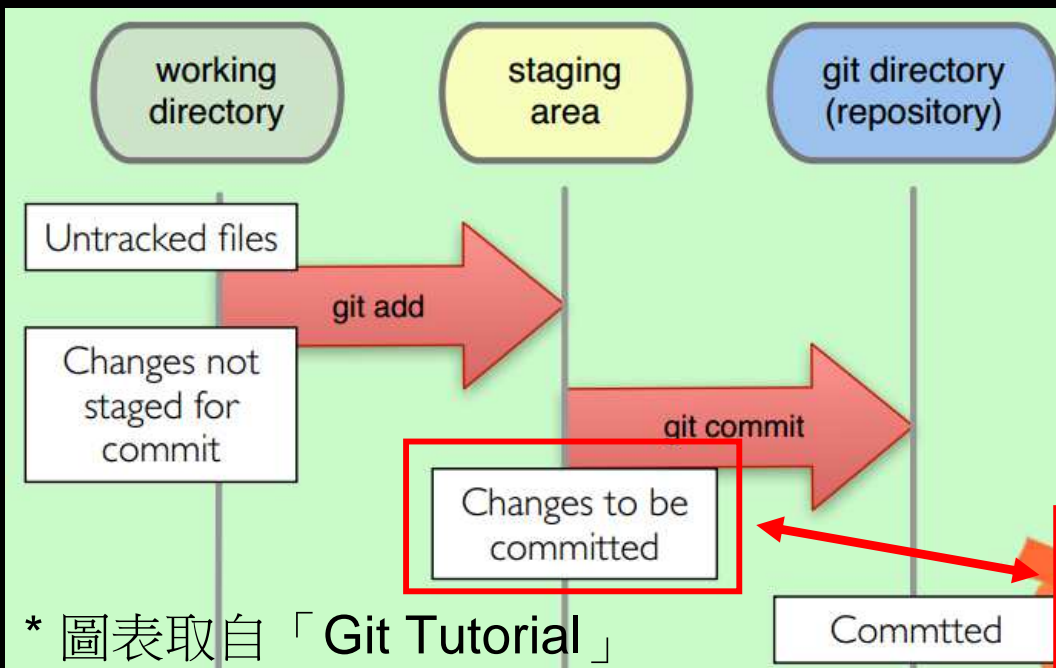 working
directory
staging
area
git directory
(repository)
Untracked files
git add
Changes not
staged for
commit
git commit
Changes to be
committed
Commtted
* 圖表取自「Git Tutorial」